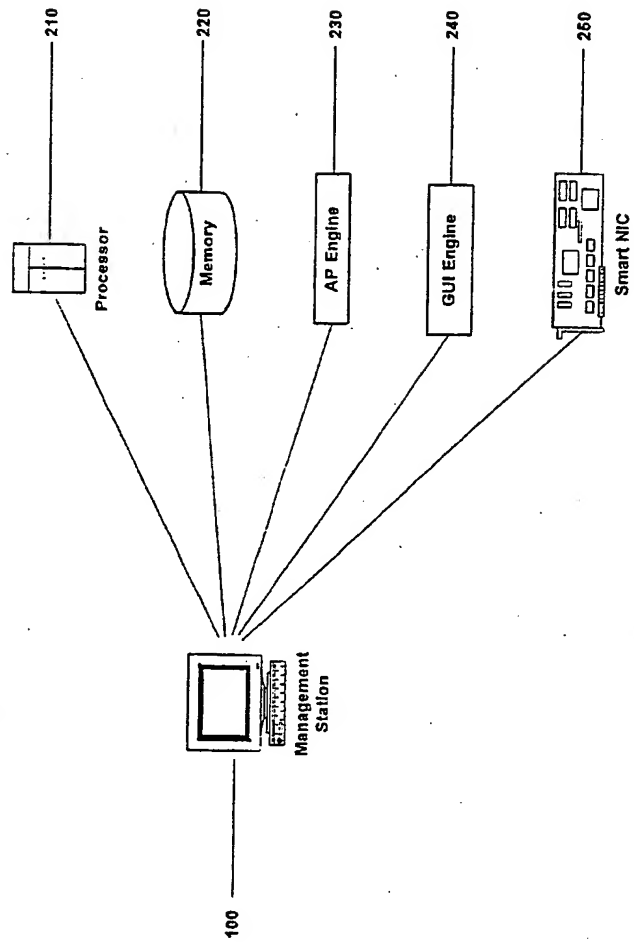 210
Processor
220
Memory
230
AP Engine
240
GUI Engine
250
Smart NIC
Management
Station
100